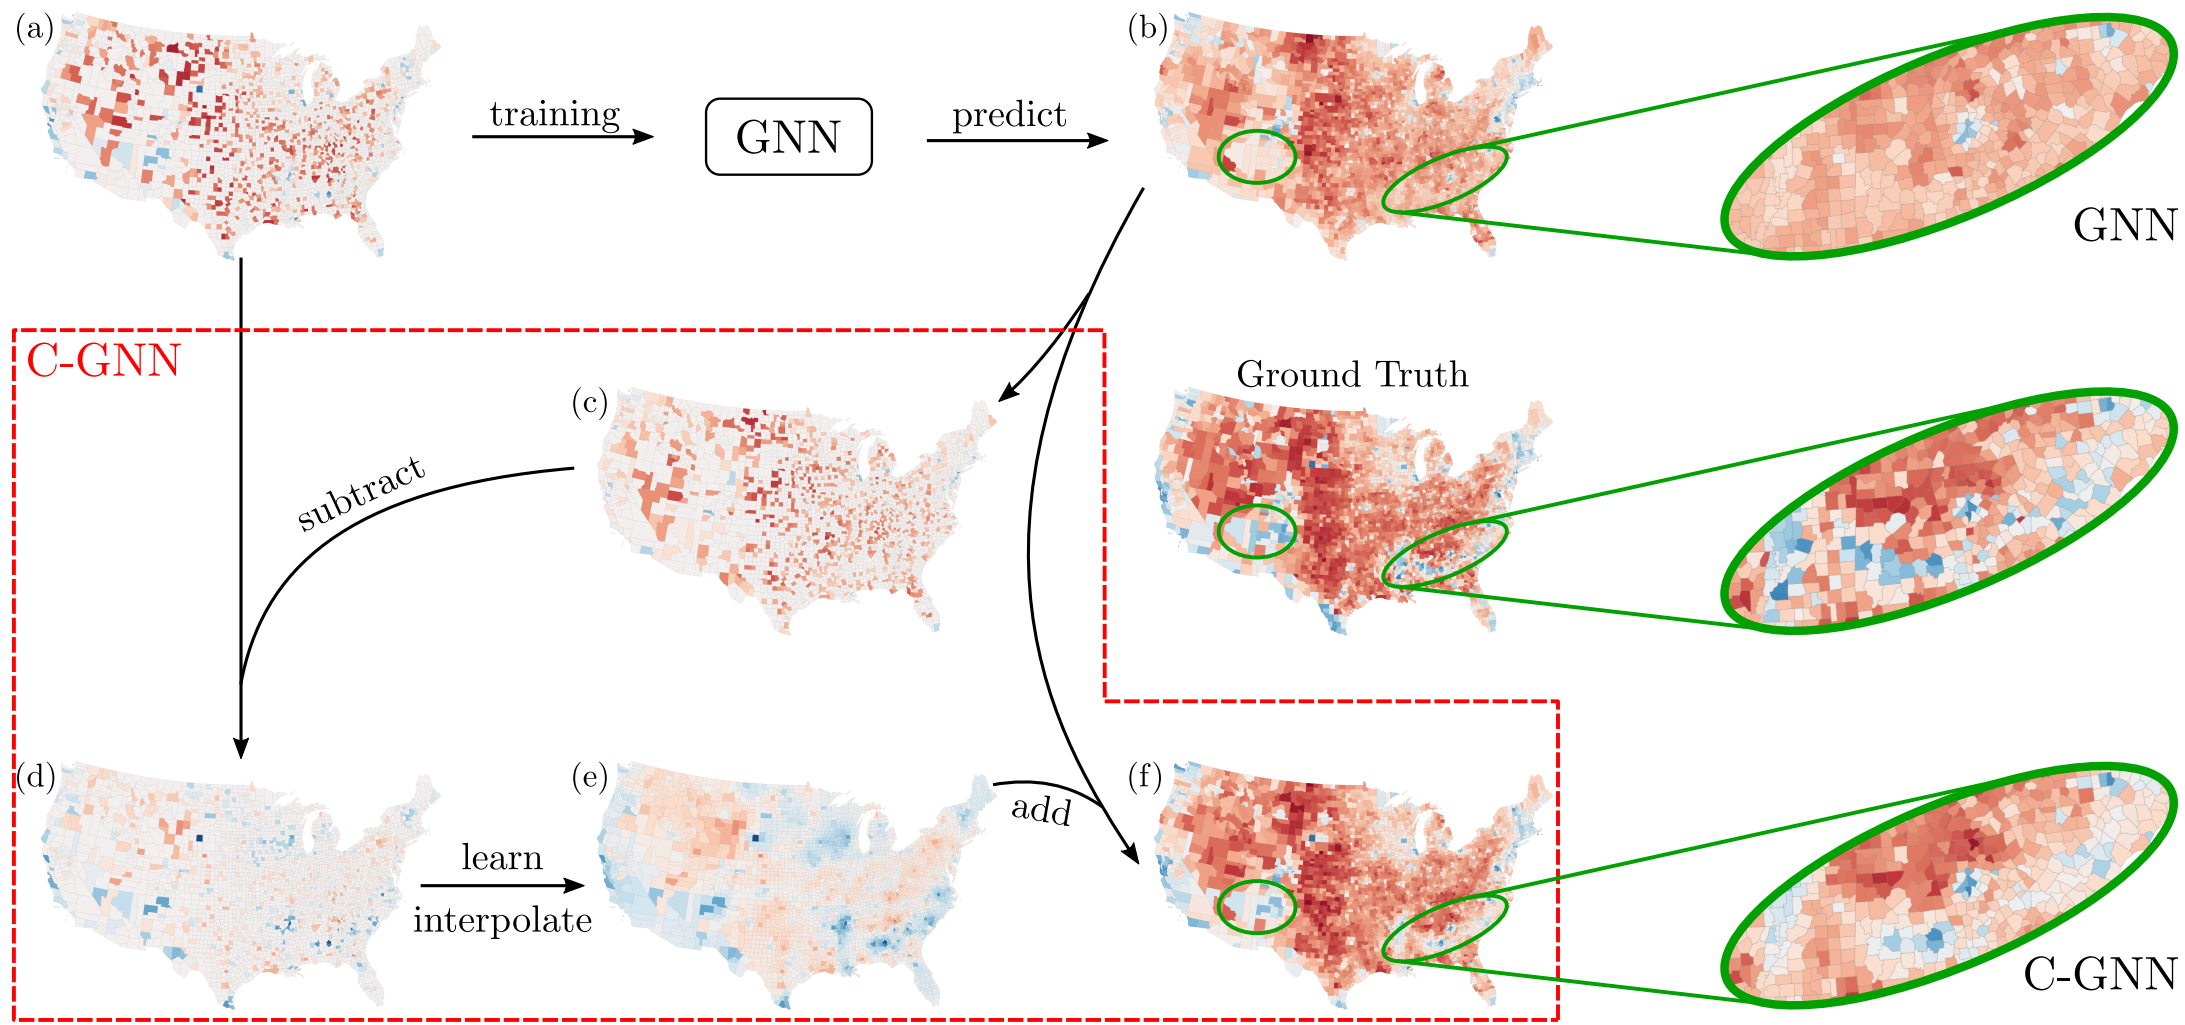 (a)
training
GNN
predict
(b)
GNN
C-GNN
(c)
subtract
Ground Truth
(d)
learn
interpolate
(e)
add
(f)
C-GNN